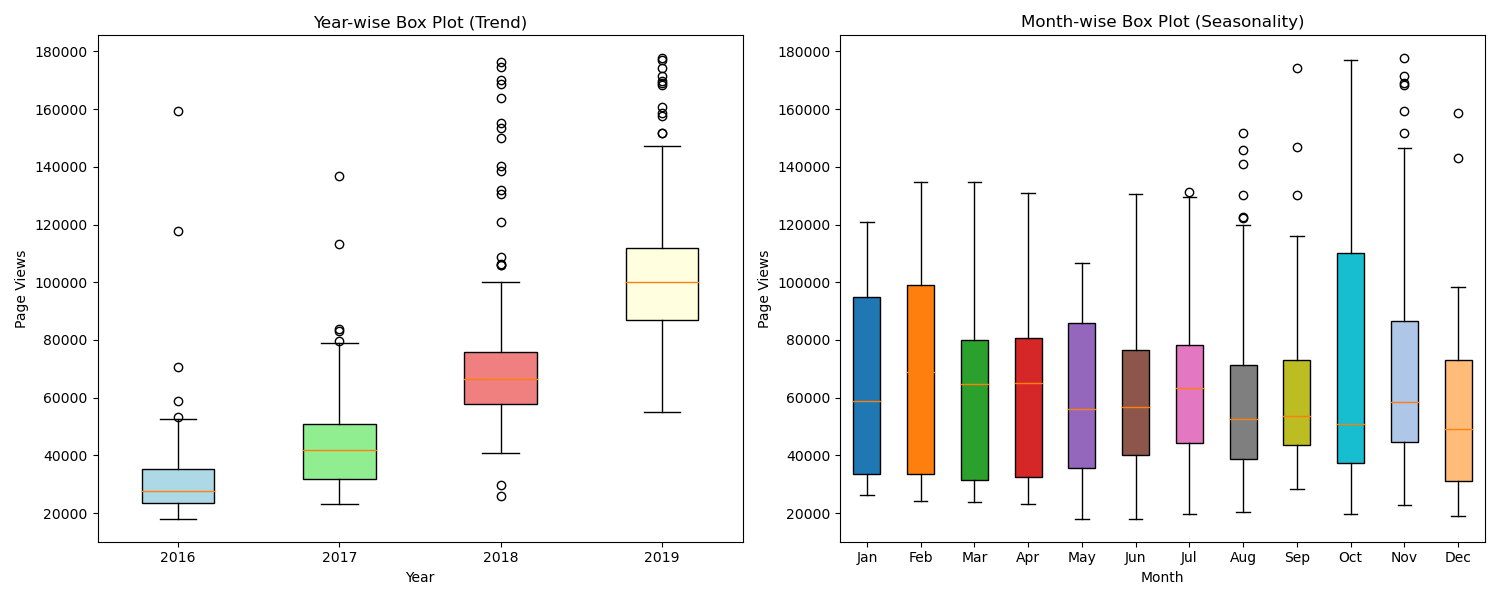 Year-wise Box Plot (Trend)
180000
160000
140000
120000
100000
80000
60000
40000
20000
Page Views
2016 2017 2018 2019
Year
Month-wise Box Plot (Seasonality)
180000
160000
140000
120000
100000
80000
60000
40000
20000
Page Views
Jan Feb Mar Apr May Jun Jul Aug Sep Oct Nov Dec
Month